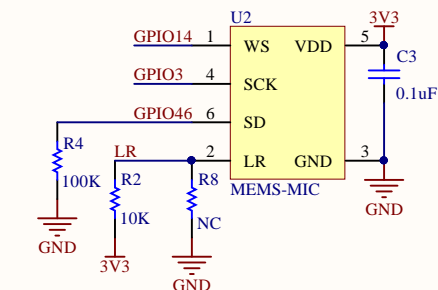 U2
3V3
GPIO14 1 WS VDD 5
C3
GPIO3 4 SCK
0.1uF
GPIO46 6 SD
R4
LR 2 LR GND 3
100K
R2
R8
MEMS-MIC
10K
NC
GND
GND
3V3
GND